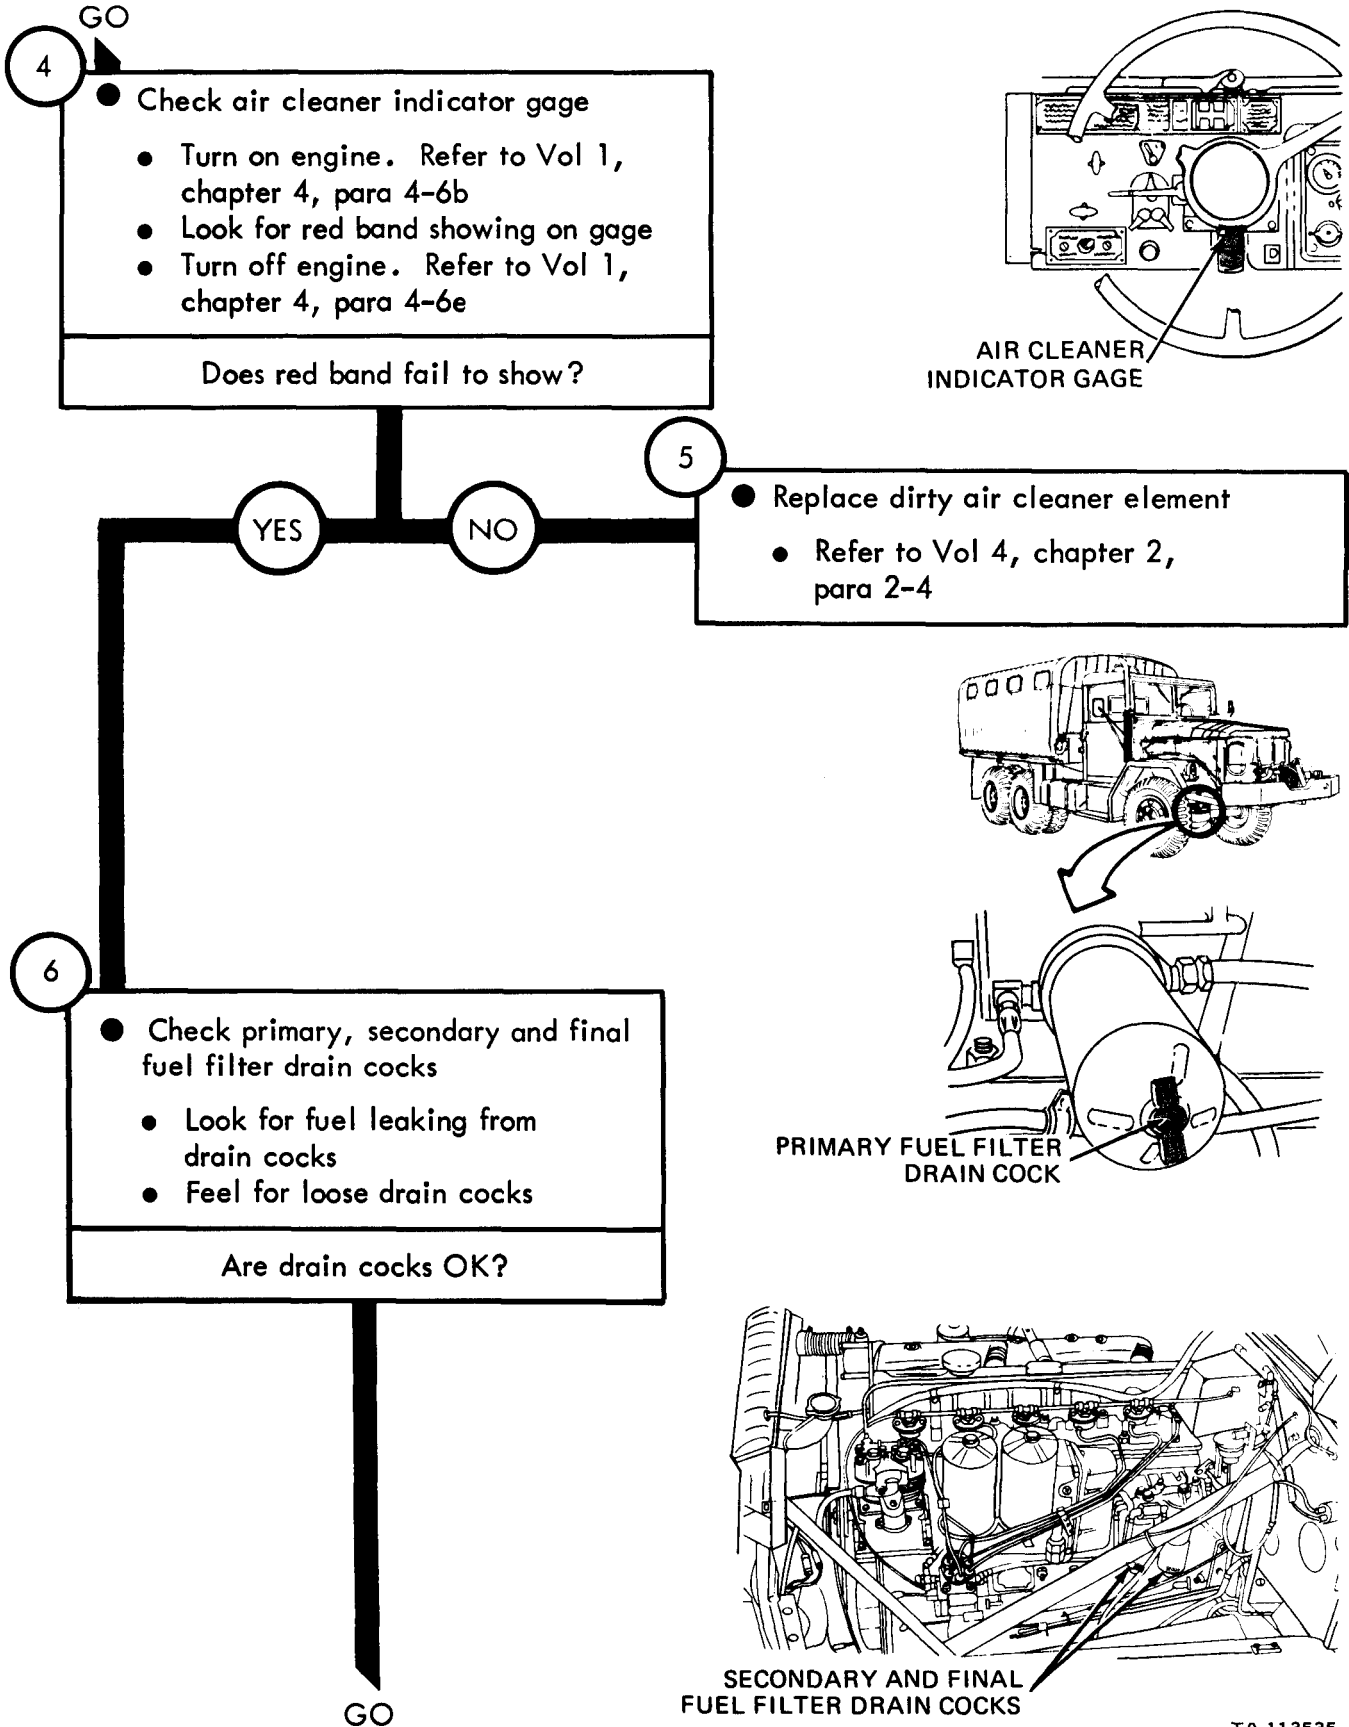 GO
4
● Check air cleaner indicator gage
● Turn on engine. Refer to Vol 1,
chapter 4, para 4-6b
● Look for red band showing on gage
● Turn off engine. Refer to Vol 1,
chapter 4, para 4-6e
Does red band fail to show?
AIR CLEANER
INDICATOR GAGE
YES
NO
5
● Replace dirty air cleaner element
● Refer to Vol 4, chapter 2,
para 2-4
6
● Check primary, secondary and final
fuel filter drain cocks
● Look for fuel leaking from
drain cocks
● Feel for loose drain cocks
Are drain cocks OK?
PRIMARY FUEL FILTER
DRAIN COCK
SECONDARY AND FINAL
FUEL FILTER DRAIN COCKS
GO